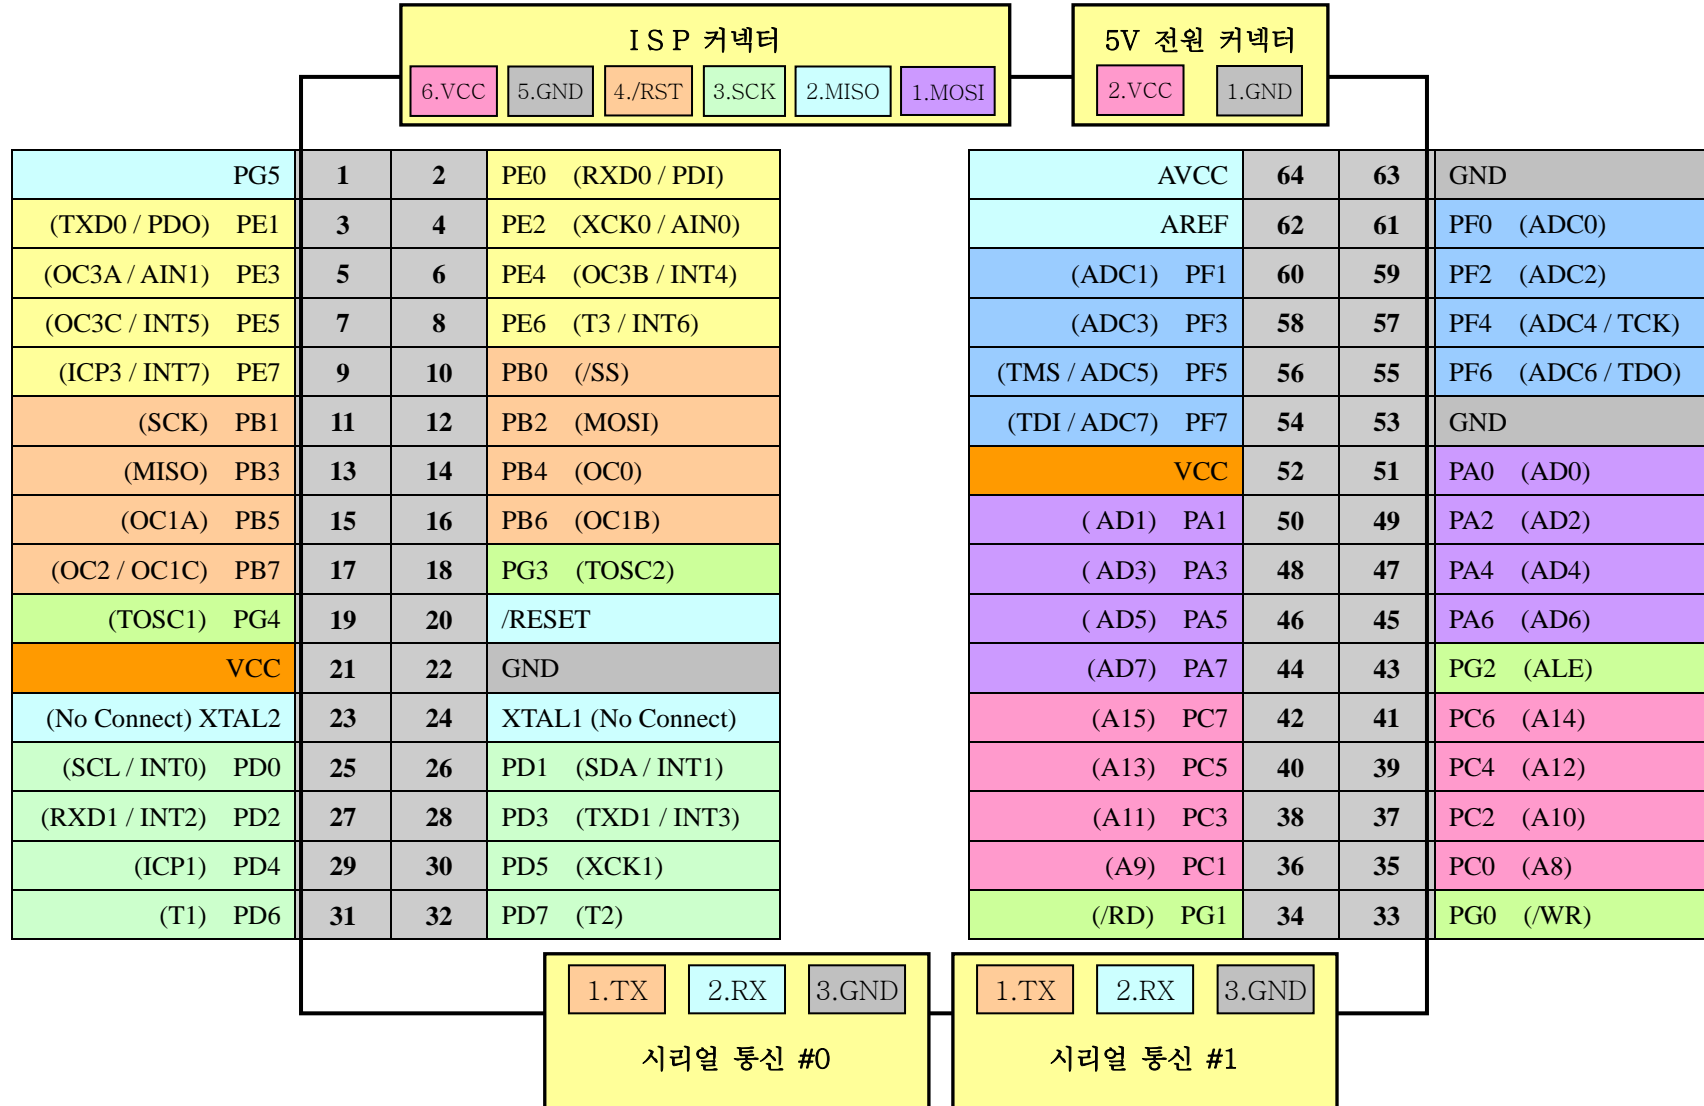 I S P 커넥터
6.VCC 5.GND 4./RST 3.SCK 2.MISO 1.MOSI
5V 전원 커넥터
2.VCC 1.GND
PG5 1 2 PE0 (RXD0 / PDI)
(TXD0 / PDO) PE1 3 4 PE2 (XCK0 / AIN0)
(OC3A / AIN1) PE3 5 6 PE4 (OC3B / INT4)
(OC3C / INT5) PE5 7 8 PE6 (T3 / INT6)
(ICP3 / INT7) PE7 9 10 PB0 (/SS)
(SCK) PB1 11 12 PB2 (MOSI)
(MISO) PB3 13 14 PB4 (OC0)
(OC1A) PB5 15 16 PB6 (OC1B)
(OC2 / OC1C) PB7 17 18 PG3 (TOSC2)
(TOSC1) PG4 19 20 /RESET
VCC 21 22 GND
(No Connect) XTAL2 23 24 XTAL1 (No Connect)
(SCL / INT0) PD0 25 26 PD1 (SDA / INT1)
(RXD1 / INT2) PD2 27 28 PD3 (TXD1 / INT3)
(ICP1) PD4 29 30 PD5 (XCK1)
(T1) PD6 31 32 PD7 (T2)
AVCC 64 63 GND
AREF 62 61 PF0 (ADC0)
(ADC1) PF1 60 59 PF2 (ADC2)
(ADC3) PF3 58 57 PF4 (ADC4 / TCK)
(TMS / ADC5) PF5 56 55 PF6 (ADC6 / TDO)
(TDI / ADC7) PF7 54 53 GND
VCC 52 51 PA0 (AD0)
( AD1) PA1 50 49 PA2 (AD2)
( AD3) PA3 48 47 PA4 (AD4)
( AD5) PA5 46 45 PA6 (AD6)
(AD7) PA7 44 43 PG2 (ALE)
(A15) PC7 42 41 PC6 (A14)
(A13) PC5 40 39 PC4 (A12)
(A11) PC3 38 37 PC2 (A10)
(A9) PC1 36 35 PC0 (A8)
(/RD) PG1 34 33 PG0 (/WR)
1.TX 2.RX 3.GND
시리얼 통신 #0
1.TX 2.RX 3.GND
시리얼 통신 #1